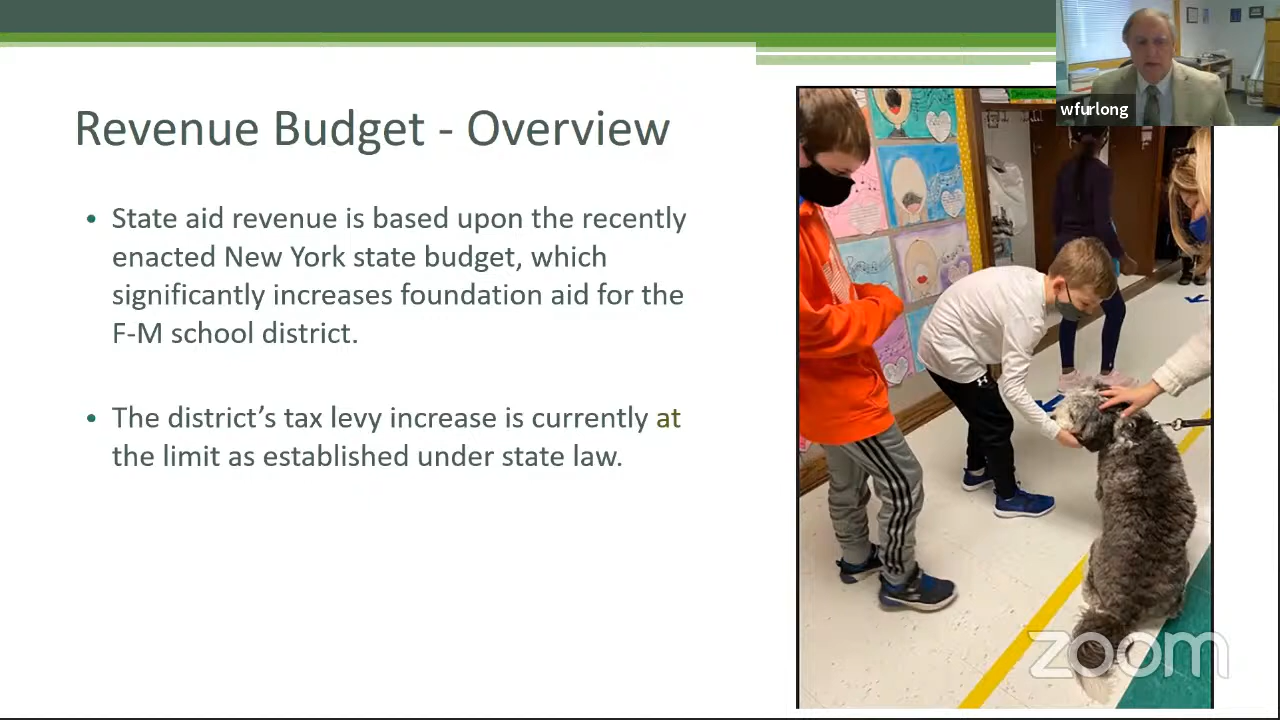 wfurlong
Revenue Budget - Overview
• State aid revenue is based upon the recently
enacted New York state budget, which
significantly increases foundation aid for the
F-M school district.
• The district’s tax levy increase is currently at
the limit as established under state law.
zoom